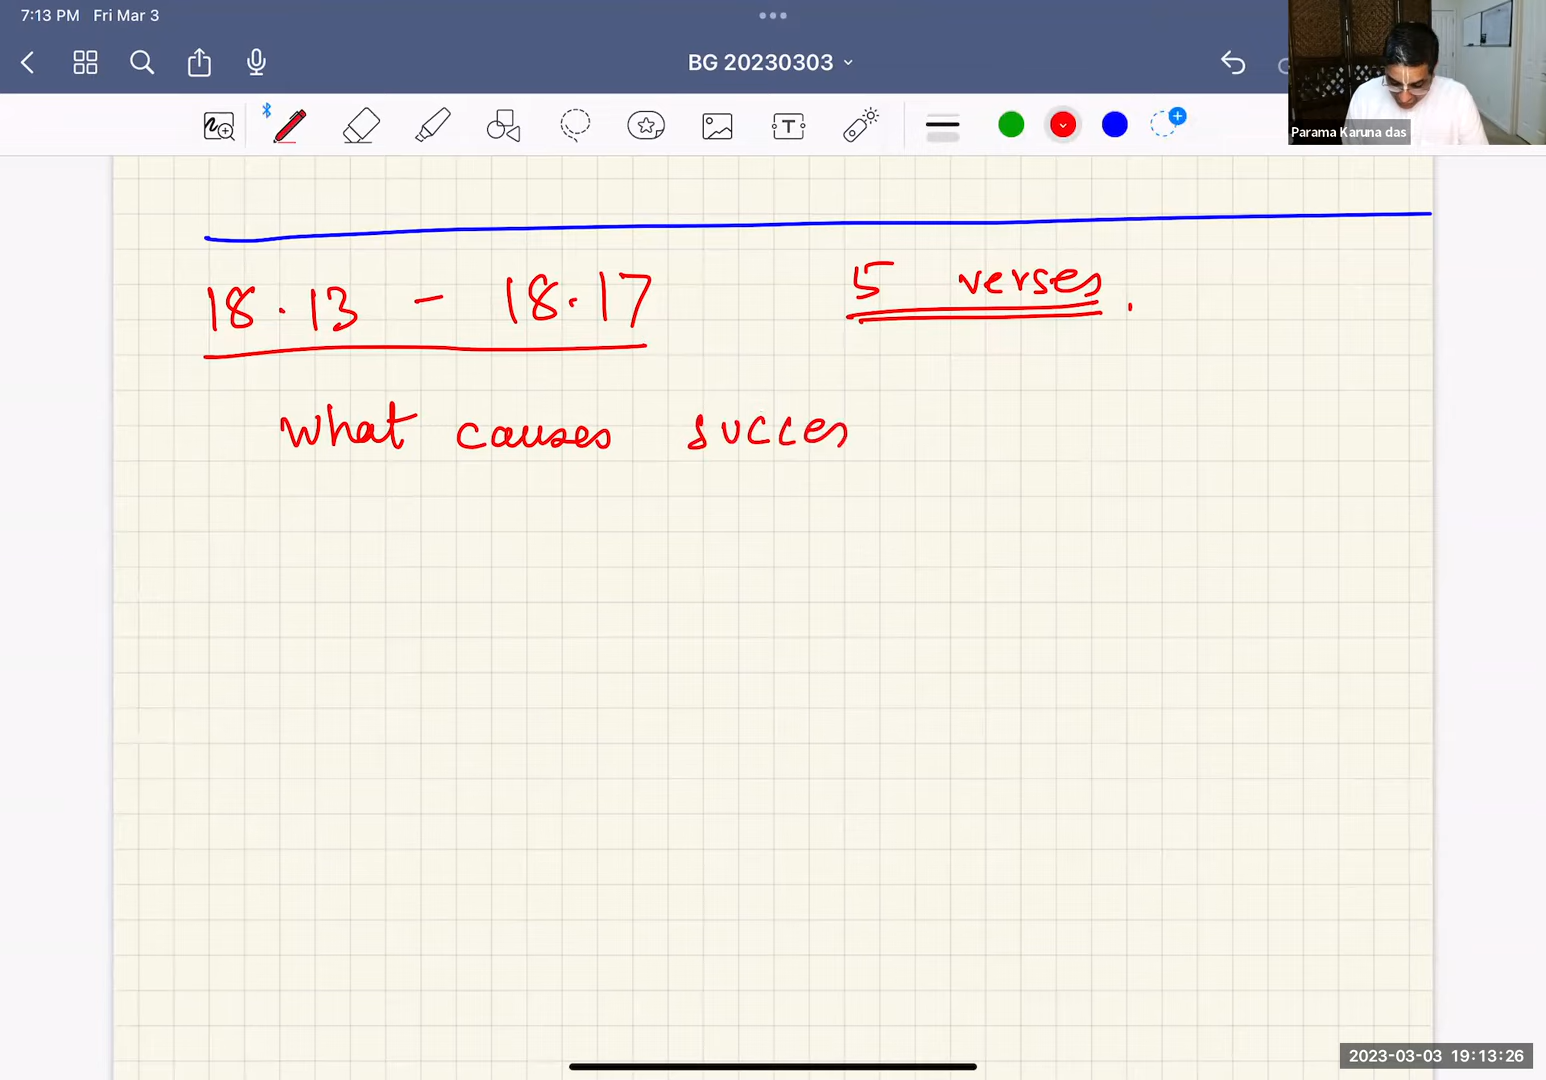 7:13 PM Fri Mar 3
BG 20230303
Parama Karuna das
18.13 - 18.17 5 verses.
What causes succes
2023-03-03 19:13:26